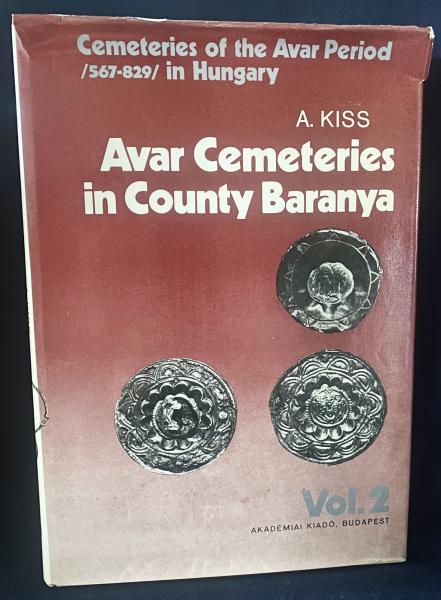 Cemeteries of the Avar Period
/567-829/ in Hungary
A. KISS
Avar Cemeteries
in County Baranya
Vol.2
AKADÉMIAI KIADÓ, BUDAPEST